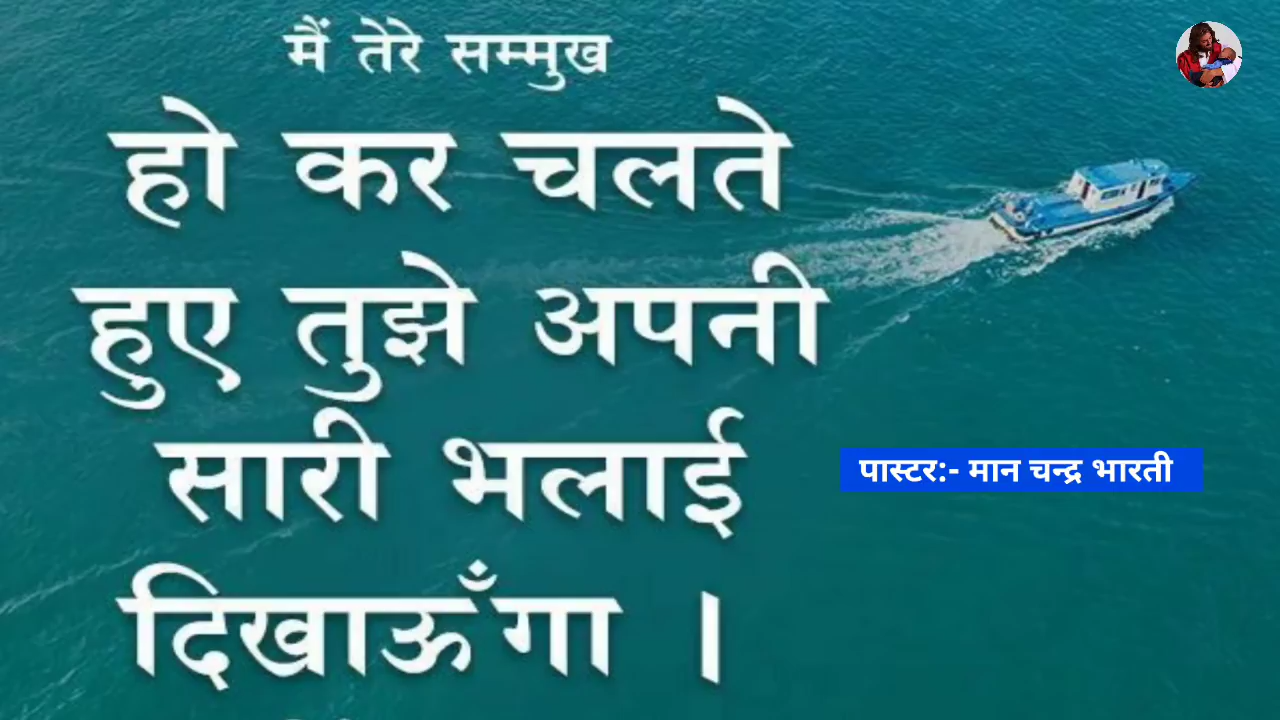 मैं तेरे सम्मुख
हो कर चलते
हुए तुझे अपनी
सारी भलाई
पास्टर:- मान चन्द्र भारती
दिखाऊँगा ।